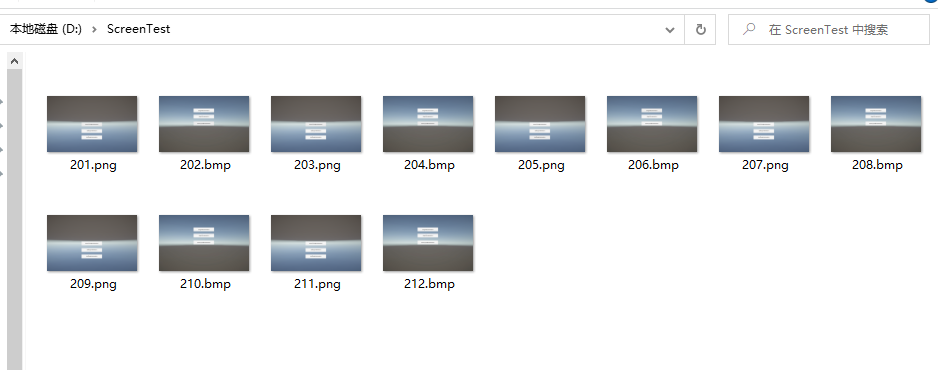 本地磁盘 (D:) > ScreenTest
在 ScreenTest 中搜索
201.png 202.bmp 203.png 204.bmp 205.png 206.bmp 207.png 208.bmp
209.png 210.bmp 211.png 212.bmp